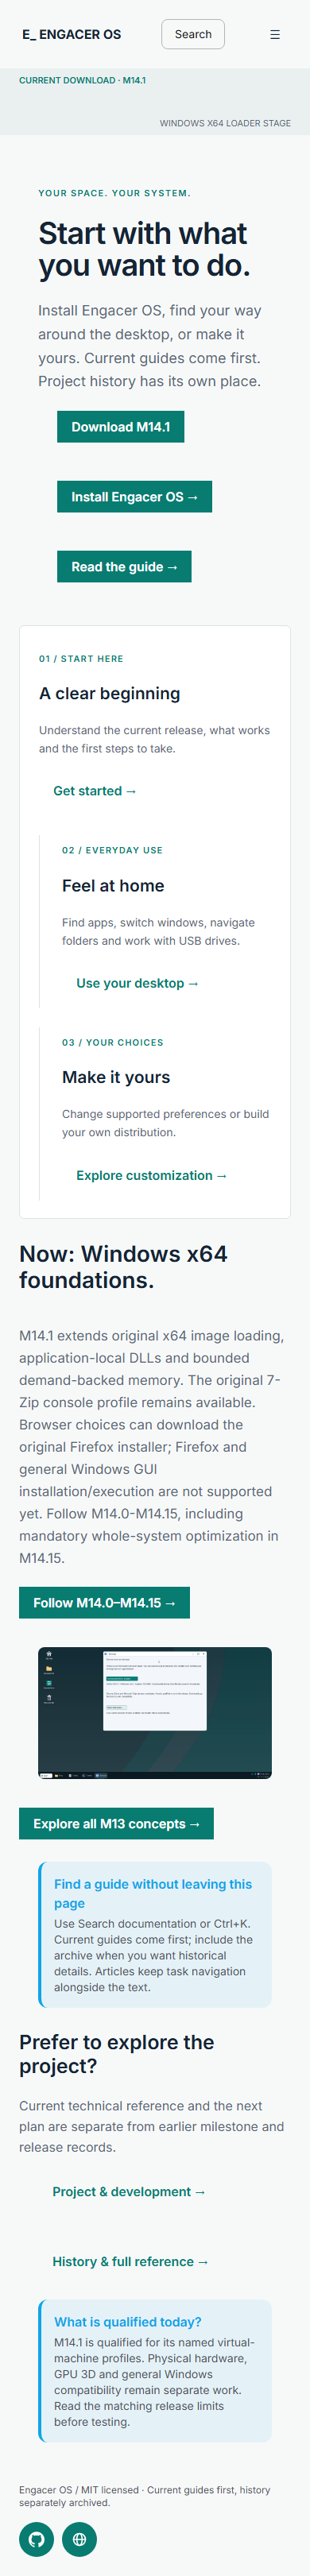 E_ ENGACER OS
Search
☰
CURRENT DOWNLOAD · M14.1
WINDOWS X64 LOADER STAGE
YOUR SPACE. YOUR SYSTEM.
Start with what
you want to do.
Install Engacer OS, find your way
around the desktop, or make it
yours. Current guides come first.
Project history has its own place.
Download M14.1
Install Engacer OS →
Read the guide →
01 / START HERE
A clear beginning
Understand the current release, what works
and the first steps to take.
Get started →
02 / EVERYDAY USE
Feel at home
Find apps, switch windows, navigate
folders and work with USB drives.
Use your desktop →
03 / YOUR CHOICES
Make it yours
Change supported preferences or build
your own distribution.
Explore customization →
Now: Windows x64
foundations.
M14.1 extends original x64 image loading,
application-local DLLs and bounded
demand-backed memory. The original 7-
Zip console profile remains available.
Browser choices can download the
original Firefox installer; Firefox and
general Windows GUI
installation/execution are not supported
yet. Follow M14.0-M14.15, including
mandatory whole-system optimization in
M14.15.
Follow M14.0–M14.15 →
Explore all M13 concepts →
Find a guide without leaving this
page
Use Search documentation or Ctrl+K.
Current guides come first; include the
archive when you want historical
details. Articles keep task navigation
alongside the text.
Prefer to explore the
project?
Current technical reference and the next
plan are separate from earlier milestone and
release records.
Project & development →
History & full reference →
What is qualified today?
M14.1 is qualified for its named virtual-
machine profiles. Physical hardware,
GPU 3D and general Windows
compatibility remain separate work.
Read the matching release limits
before testing.
Engacer OS / MIT licensed · Current guides first, history
separately archived.